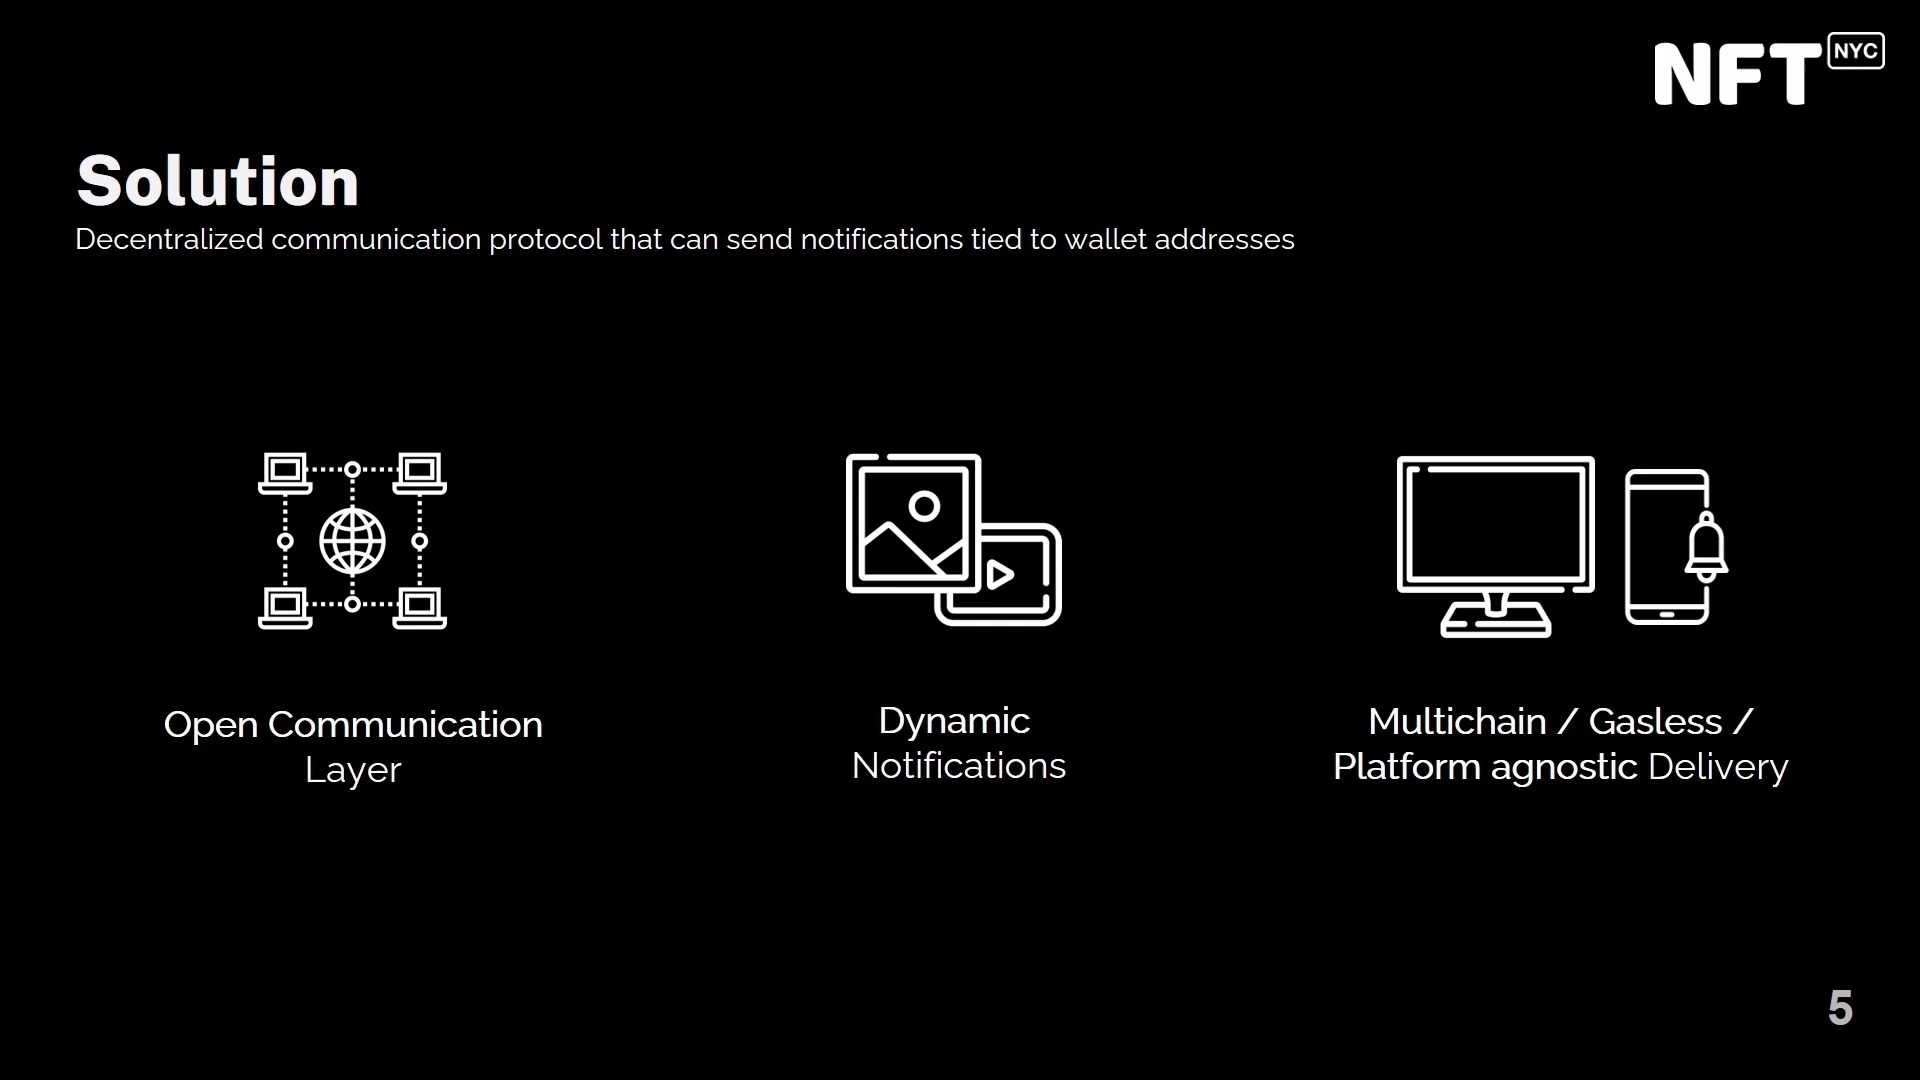 NFT NYC
Solution
Decentralized communication protocol that can send notifications tied to wallet addresses
Open Communication
Layer
Dynamic
Notifications
Multichain / Gasless /
Platform agnostic Delivery
5